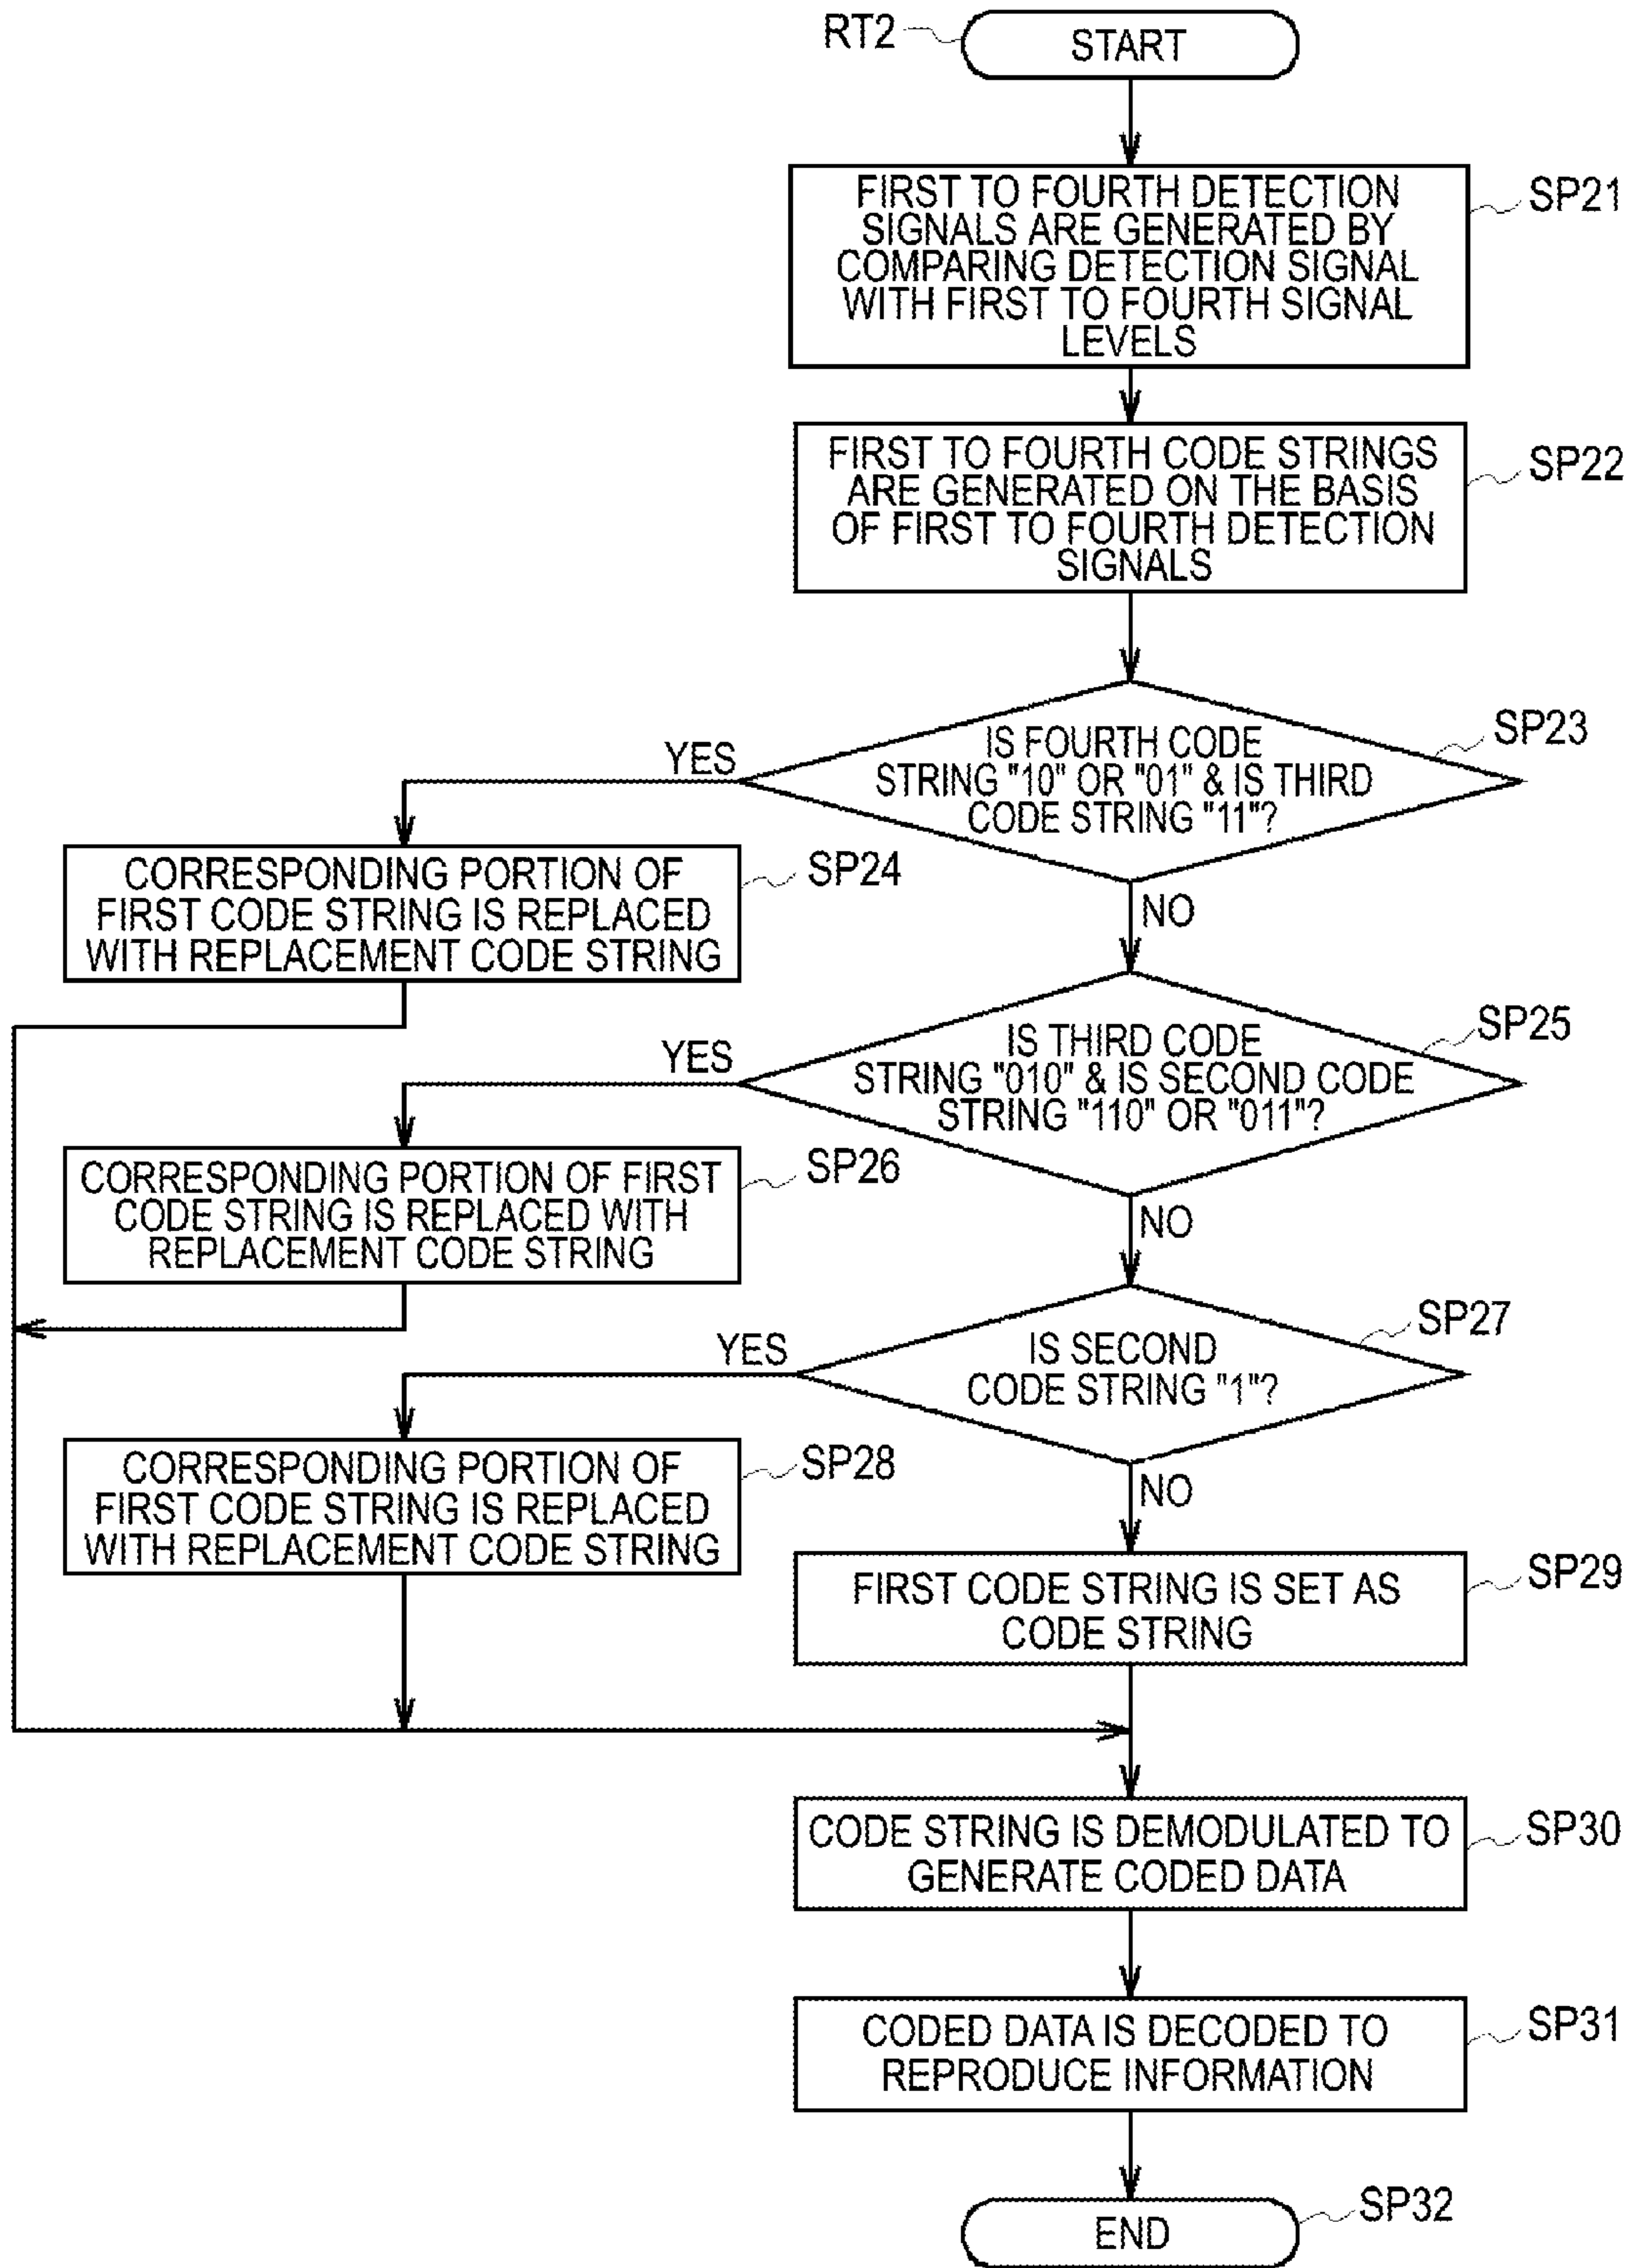 RT2
START
FIRST TO FOURTH DETECTION
SIGNALS ARE GENERATED BY
COMPARING DETECTION SIGNAL
WITH FIRST TO FOURTH SIGNAL
LEVELS
SP21
FIRST TO FOURTH CODE STRINGS
ARE GENERATED ON THE BASIS
OF FIRST TO FOURTH DETECTION
SIGNALS
SP22
IS FOURTH CODE
STRING "10" OR "01" & IS THIRD
CODE STRING "11"?
SP23
YES
NO
CORRESPONDING PORTION OF
FIRST CODE STRING IS REPLACED
WITH REPLACEMENT CODE STRING
SP24
IS THIRD CODE
STRING "010" & IS SECOND CODE
STRING "110" OR "011"?
SP25
YES
NO
CORRESPONDING PORTION OF FIRST
CODE STRING IS REPLACED WITH
REPLACEMENT CODE STRING
SP26
IS SECOND
CODE STRING "1"?
SP27
YES
NO
CORRESPONDING PORTION OF
FIRST CODE STRING IS REPLACED
WITH REPLACEMENT CODE STRING
SP28
FIRST CODE STRING IS SET AS
CODE STRING
SP29
CODE STRING IS DEMODULATED TO
GENERATE CODED DATA
SP30
CODED DATA IS DECODED TO
REPRODUCE INFORMATION
SP31
END
SP32